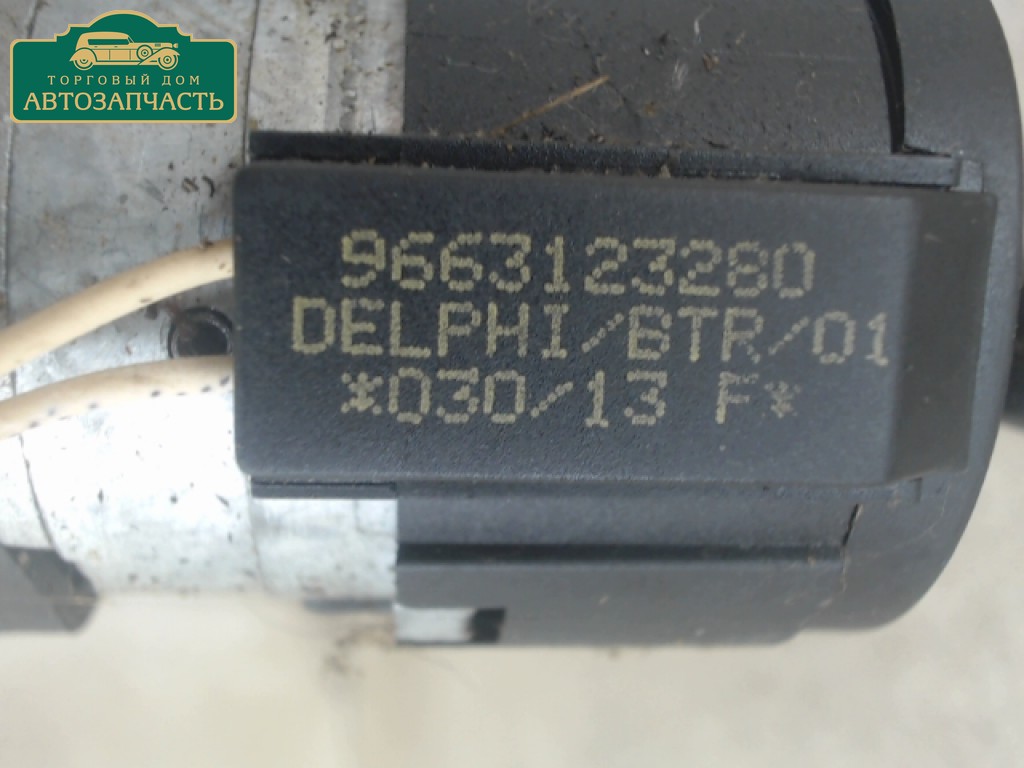 ТОРГОВЫЙ ДОМ
АВТОЗАПЧАСТЬ
9663123280
DELPHI/BTR/01
*030/13 F*